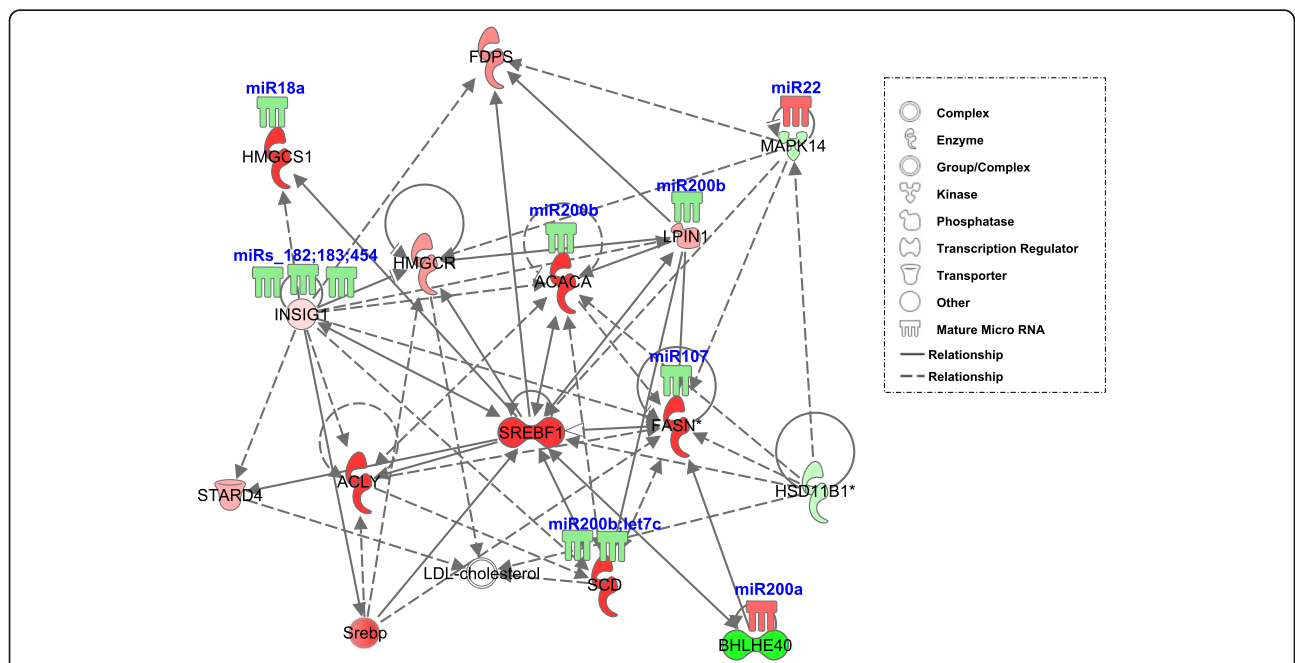 FDPS
miR18a
miR22
HMGCS1
MAPK14
miR200b
miR200b
LPIN1
miRs_182;183;454
HMGCR
ACACA
INSIG1
miR107
SREBF1
FASN*
STARD4
ACLY
HSD11B1*
miR200b;let7c
LDL-cholesterol
SCD
miR200a
Srebp
BHLHE40
Complex
Enzyme
Group/Complex
Kinase
Phosphatase
Transcription Regulator
Transporter
Other
Mature Micro RNA
Relationship
Relationship